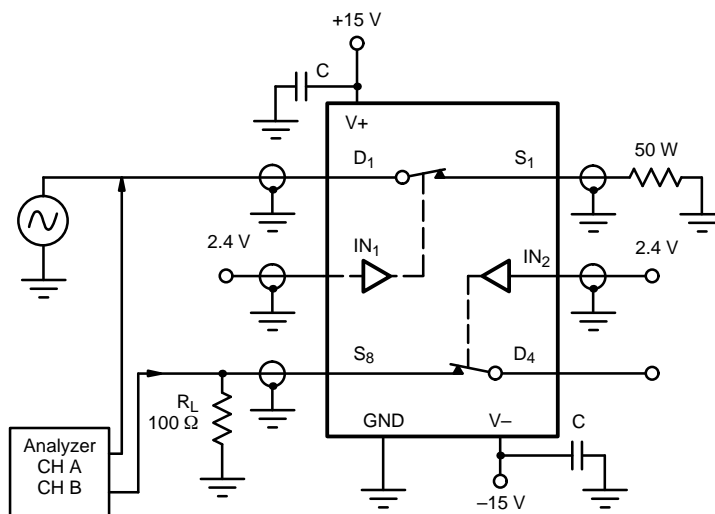 +15 V
C
V+
D1
S1
50 W
2.4 V
IN1
IN2
2.4 V
S8
D4
RL
100 Ω
GND
V–
C
Analyzer
CH A
CH B
–15 V